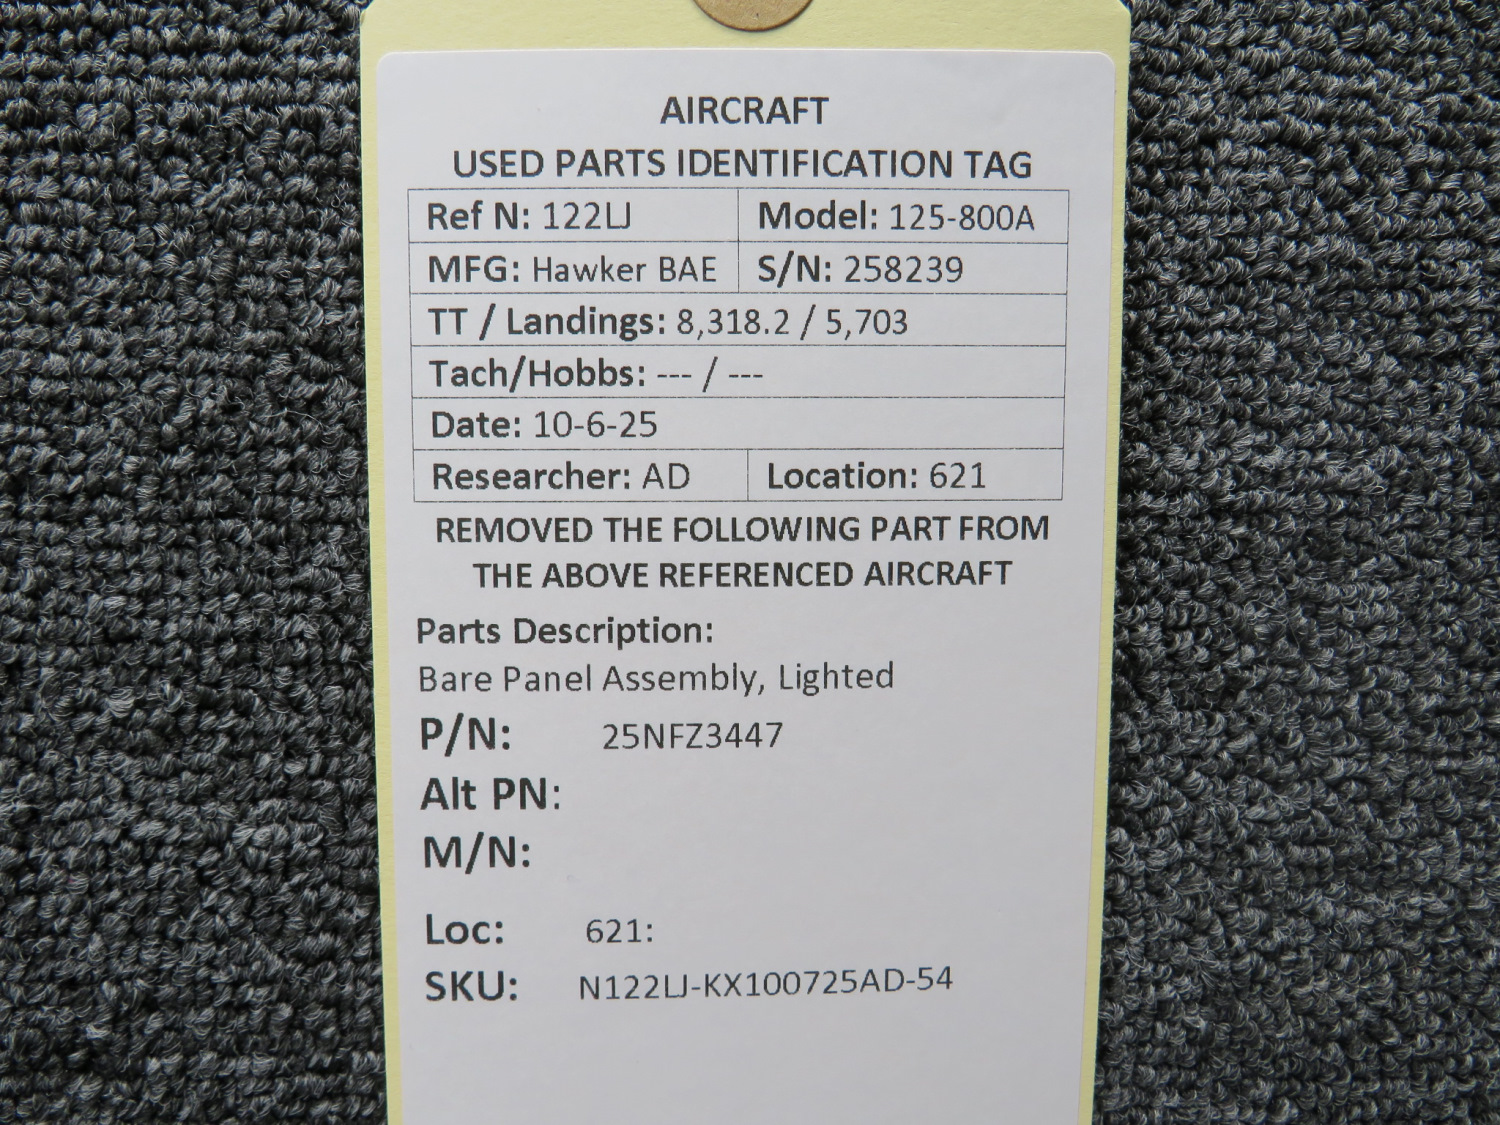 AIRCRAFT
USED PARTS IDENTIFICATION TAG
Ref N: 122LJ Model: 125-800A
MFG: Hawker BAE S/N: 258239
TT / Landings: 8,318.2 / 5,703
Tach/Hobbs: --- / ---
Date: 10-6-25
Researcher: AD Location: 621
REMOVED THE FOLLOWING PART FROM
THE ABOVE REFERENCED AIRCRAFT
Parts Description:
Bare Panel Assembly, Lighted
P/N: 25NFZ3447
Alt PN:
M/N:
Loc: 621:
SKU: N122LJ-KX100725AD-54